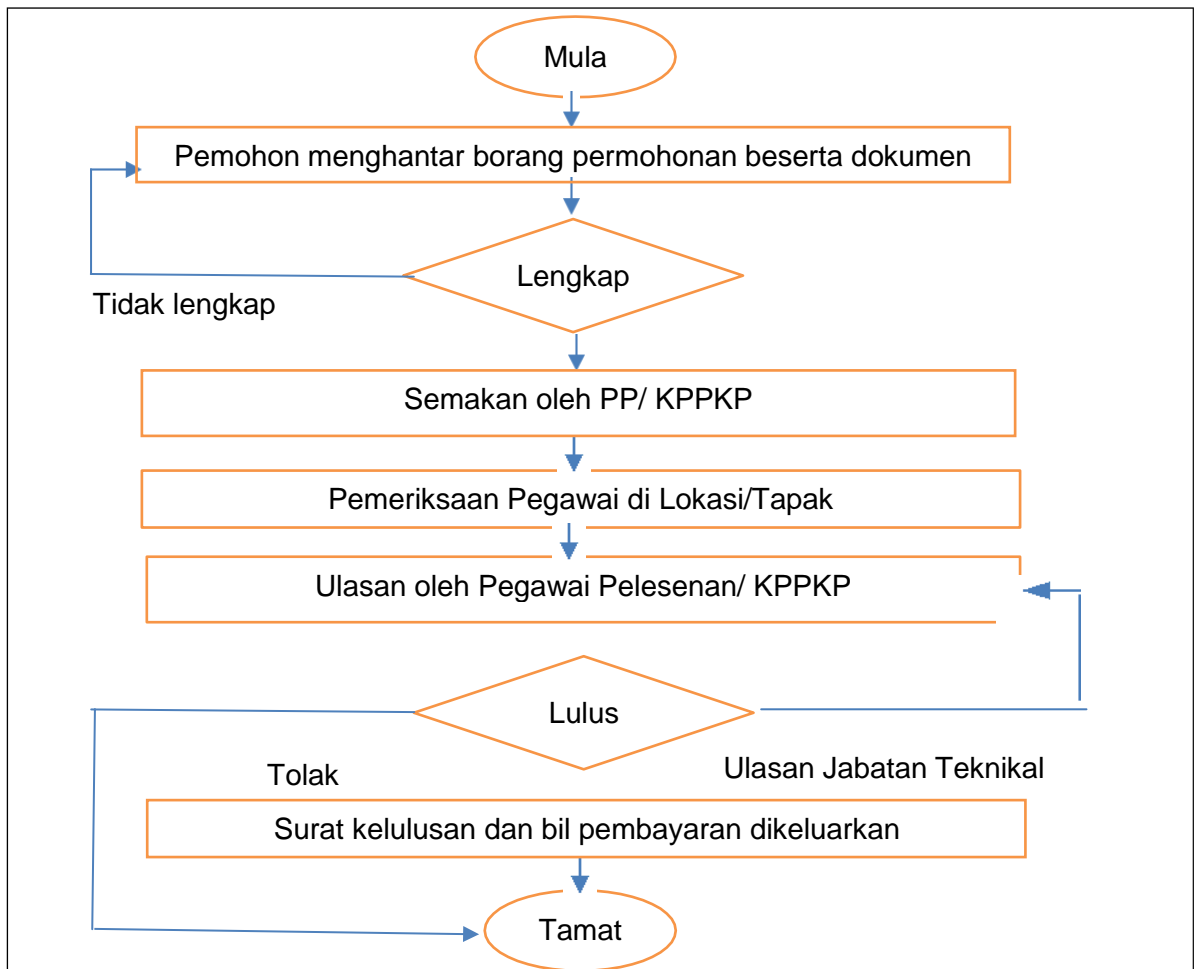 Mula
Pemohon menghantar borang permohonan beserta dokumen
Lengkap
Tidak lengkap
Semakan oleh PP/ KPPKP
Pemeriksaan Pegawai di Lokasi/Tapak
Ulasan oleh Pegawai Pelesenan/ KPPKP
Lulus
Tolak
Ulasan Jabatan Teknikal
Surat kelulusan dan bil pembayaran dikeluarkan
Tamat